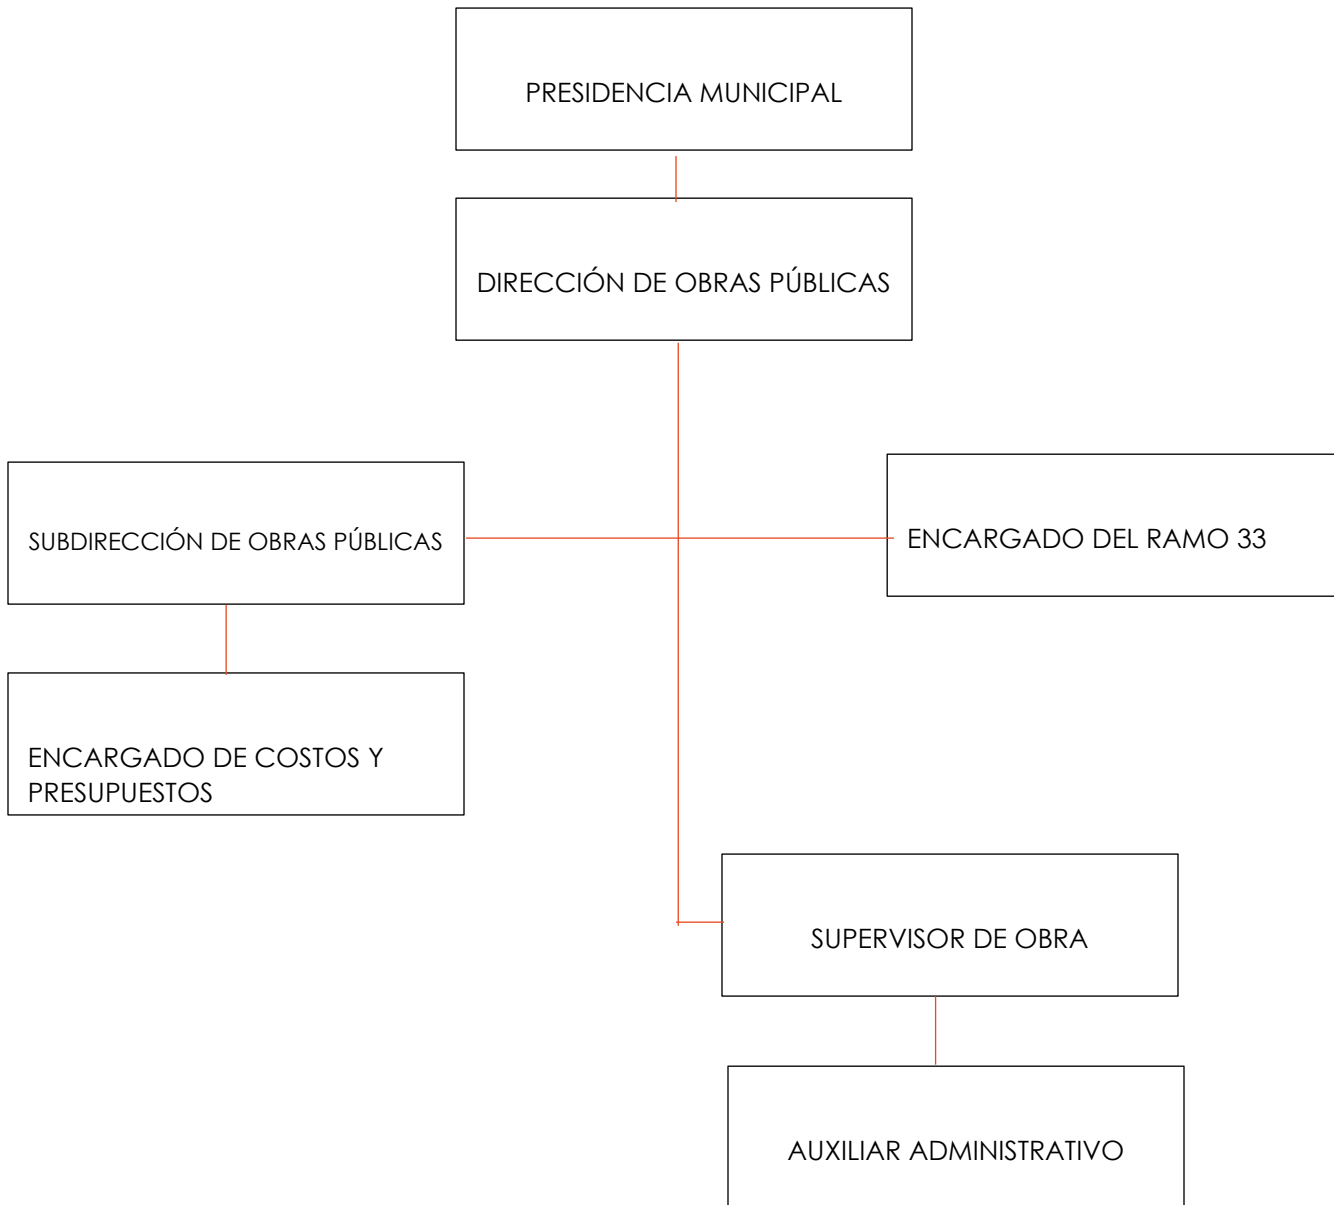 PRESIDENCIA MUNICIPAL
DIRECCIÓN DE OBRAS PÚBLICAS
SUBDIRECCIÓN DE OBRAS PÚBLICAS
ENCARGADO DEL RAMO 33
ENCARGADO DE COSTOS Y
PRESUPUESTOS
SUPERVISOR DE OBRA
AUXILIAR ADMINISTRATIVO